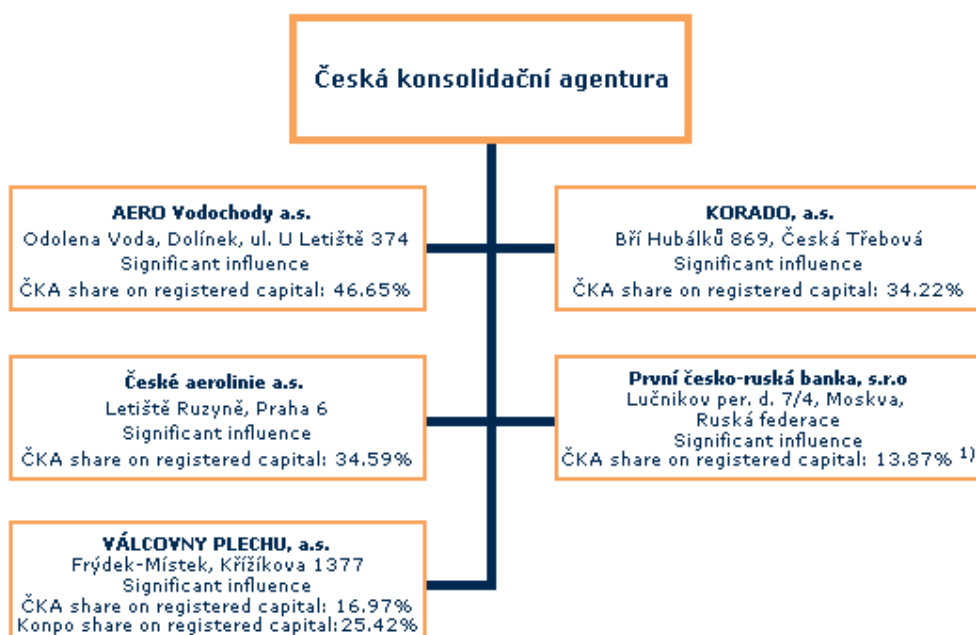 Česká konsolidační agentura
AERO Vodochody a.s.
Odolena Voda, Dolínek, ul. U Letiště 374
Significant influence
ČKA share on registered capital: 46.65%
KORADO, a.s.
Bří Hubálků 869, Česká Třebová
Significant influence
ČKA share on registered capital: 34.22%
České aerolinie a.s.
Letiště Ruzyně, Praha 6
Significant influence
ČKA share on registered capital: 34.59%
První česko-ruská banka, s.r.o
Lučnikov per. d. 7/4, Moskva,
Ruská federace
Significant influence
ČKA share on registered capital: 13.87% 1)
VÁLCOVNY PLECHU, a.s.
Frýdek-Místek, Křížíkova 1377
Significant influence
ČKA share on registered capital: 16.97%
Konpo share on registered capital:25.42%